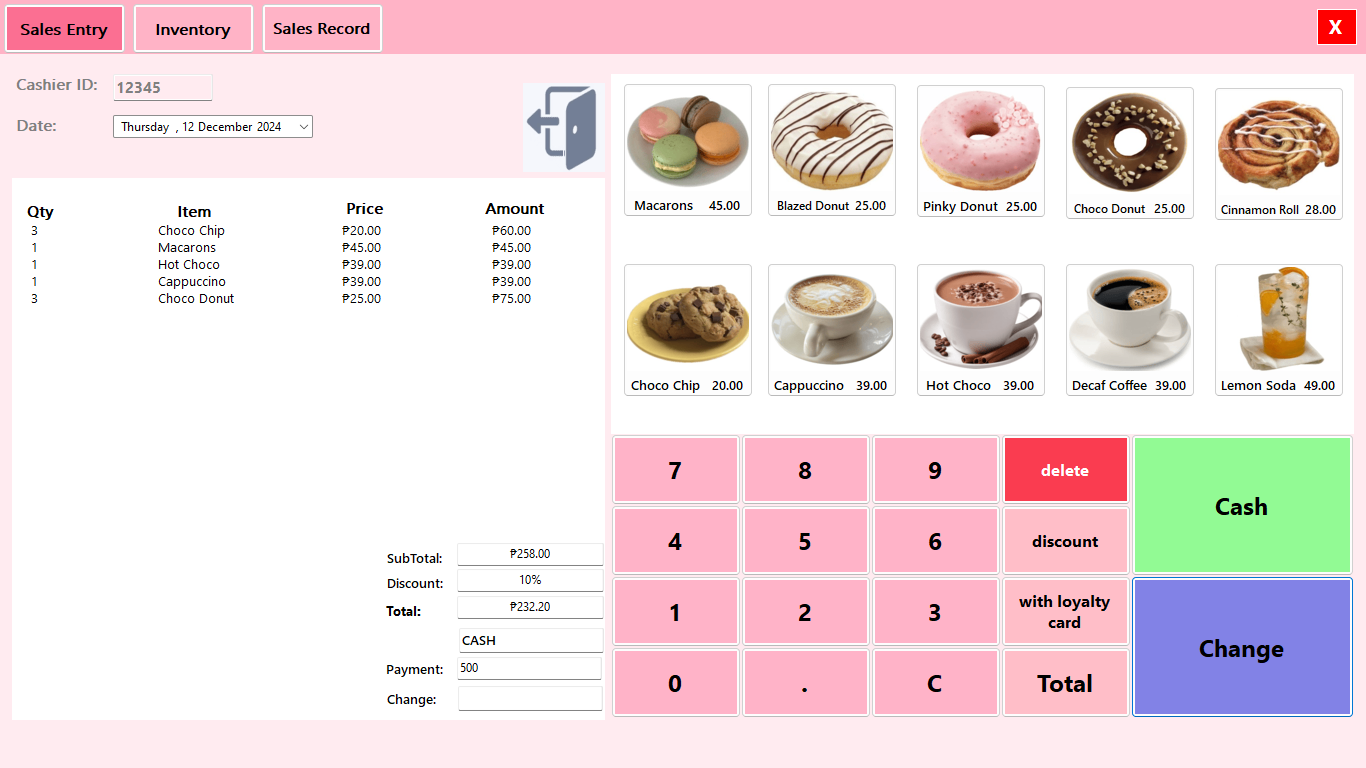 Sales Entry
Inventory
Sales Record
X
Cashier ID: 12345
Date: Thursday , 12 December 2024
Qty Item Price Amount
3 Choco Chip ₱20.00 ₱60.00
1 Macarons ₱45.00 ₱45.00
1 Hot Choco ₱39.00 ₱39.00
1 Cappuccino ₱39.00 ₱39.00
3 Choco Donut ₱25.00 ₱75.00
SubTotal: ₱258.00
Discount: 10%
Total: ₱232.20
CASH
Payment: 500
Change:
Macarons 45.00
Blazed Donut 25.00
Pinky Donut 25.00
Choco Donut 25.00
Cinnamon Roll 28.00
Choco Chip 20.00
Cappuccino 39.00
Hot Choco 39.00
Decaf Coffee 39.00
Lemon Soda 49.00
7
8
9
delete
Cash
4
5
6
discount
1
2
3
with loyalty
card
Change
0
.
C
Total